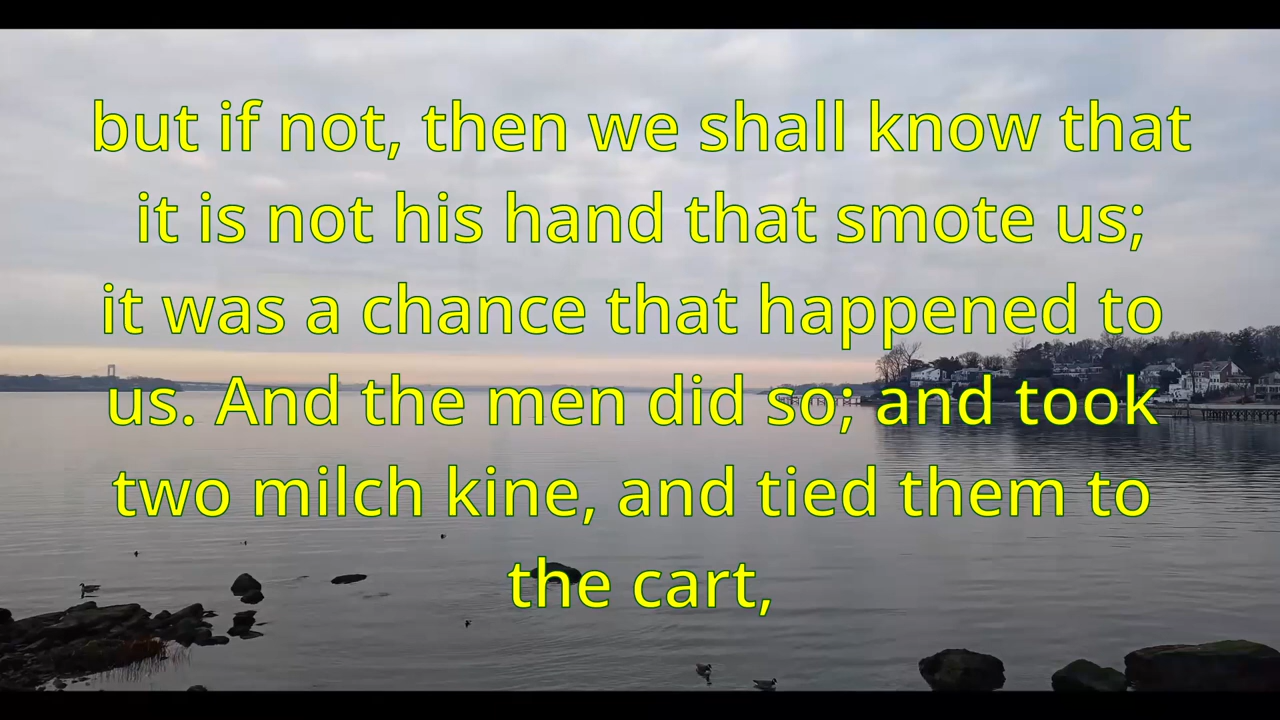 but if not, then we shall know that
it is not his hand that smote us;
it was a chance that happened to
us. And the men did so; and took
two milch kine, and tied them to
the cart,